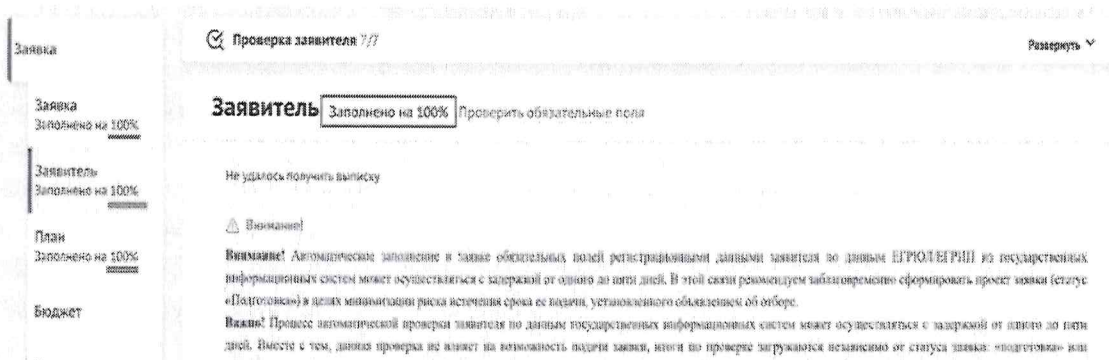 Заявка
Проверка заявителя 7/7
Развернуть
Заявка
Заполнено на 100%
Заявитель
Заполнено на 100%
План
Заполнено на 100%
Бюджет
Заявитель Заполнено на 100% Проверить обязательные поля
Не удалось получить выписку
Внимание!
Внимание! Автоматическое заполнение в заявке обязательных полей регистрационными данными заявителя по данным ЕГРЮЛ/ЕГРИП из государственных
информационных систем может осуществляться с задержкой от одного до пяти дней. В этой связи рекомендуем заблаговременно сформировать проект заявки (статус
«Подготовка») в целях минимизации риска истечения срока ее подачи, установленного объявлением об отборе.
Важно! Процесс автоматической проверки заявителя по данным государственных информационных систем может осуществляться с задержкой от одного до пяти
дней. Вместе с тем, данная проверка не влияет на возможность подачи заявки, итоги по проверке загружаются независимо от статуса заявки: «подготовка» или